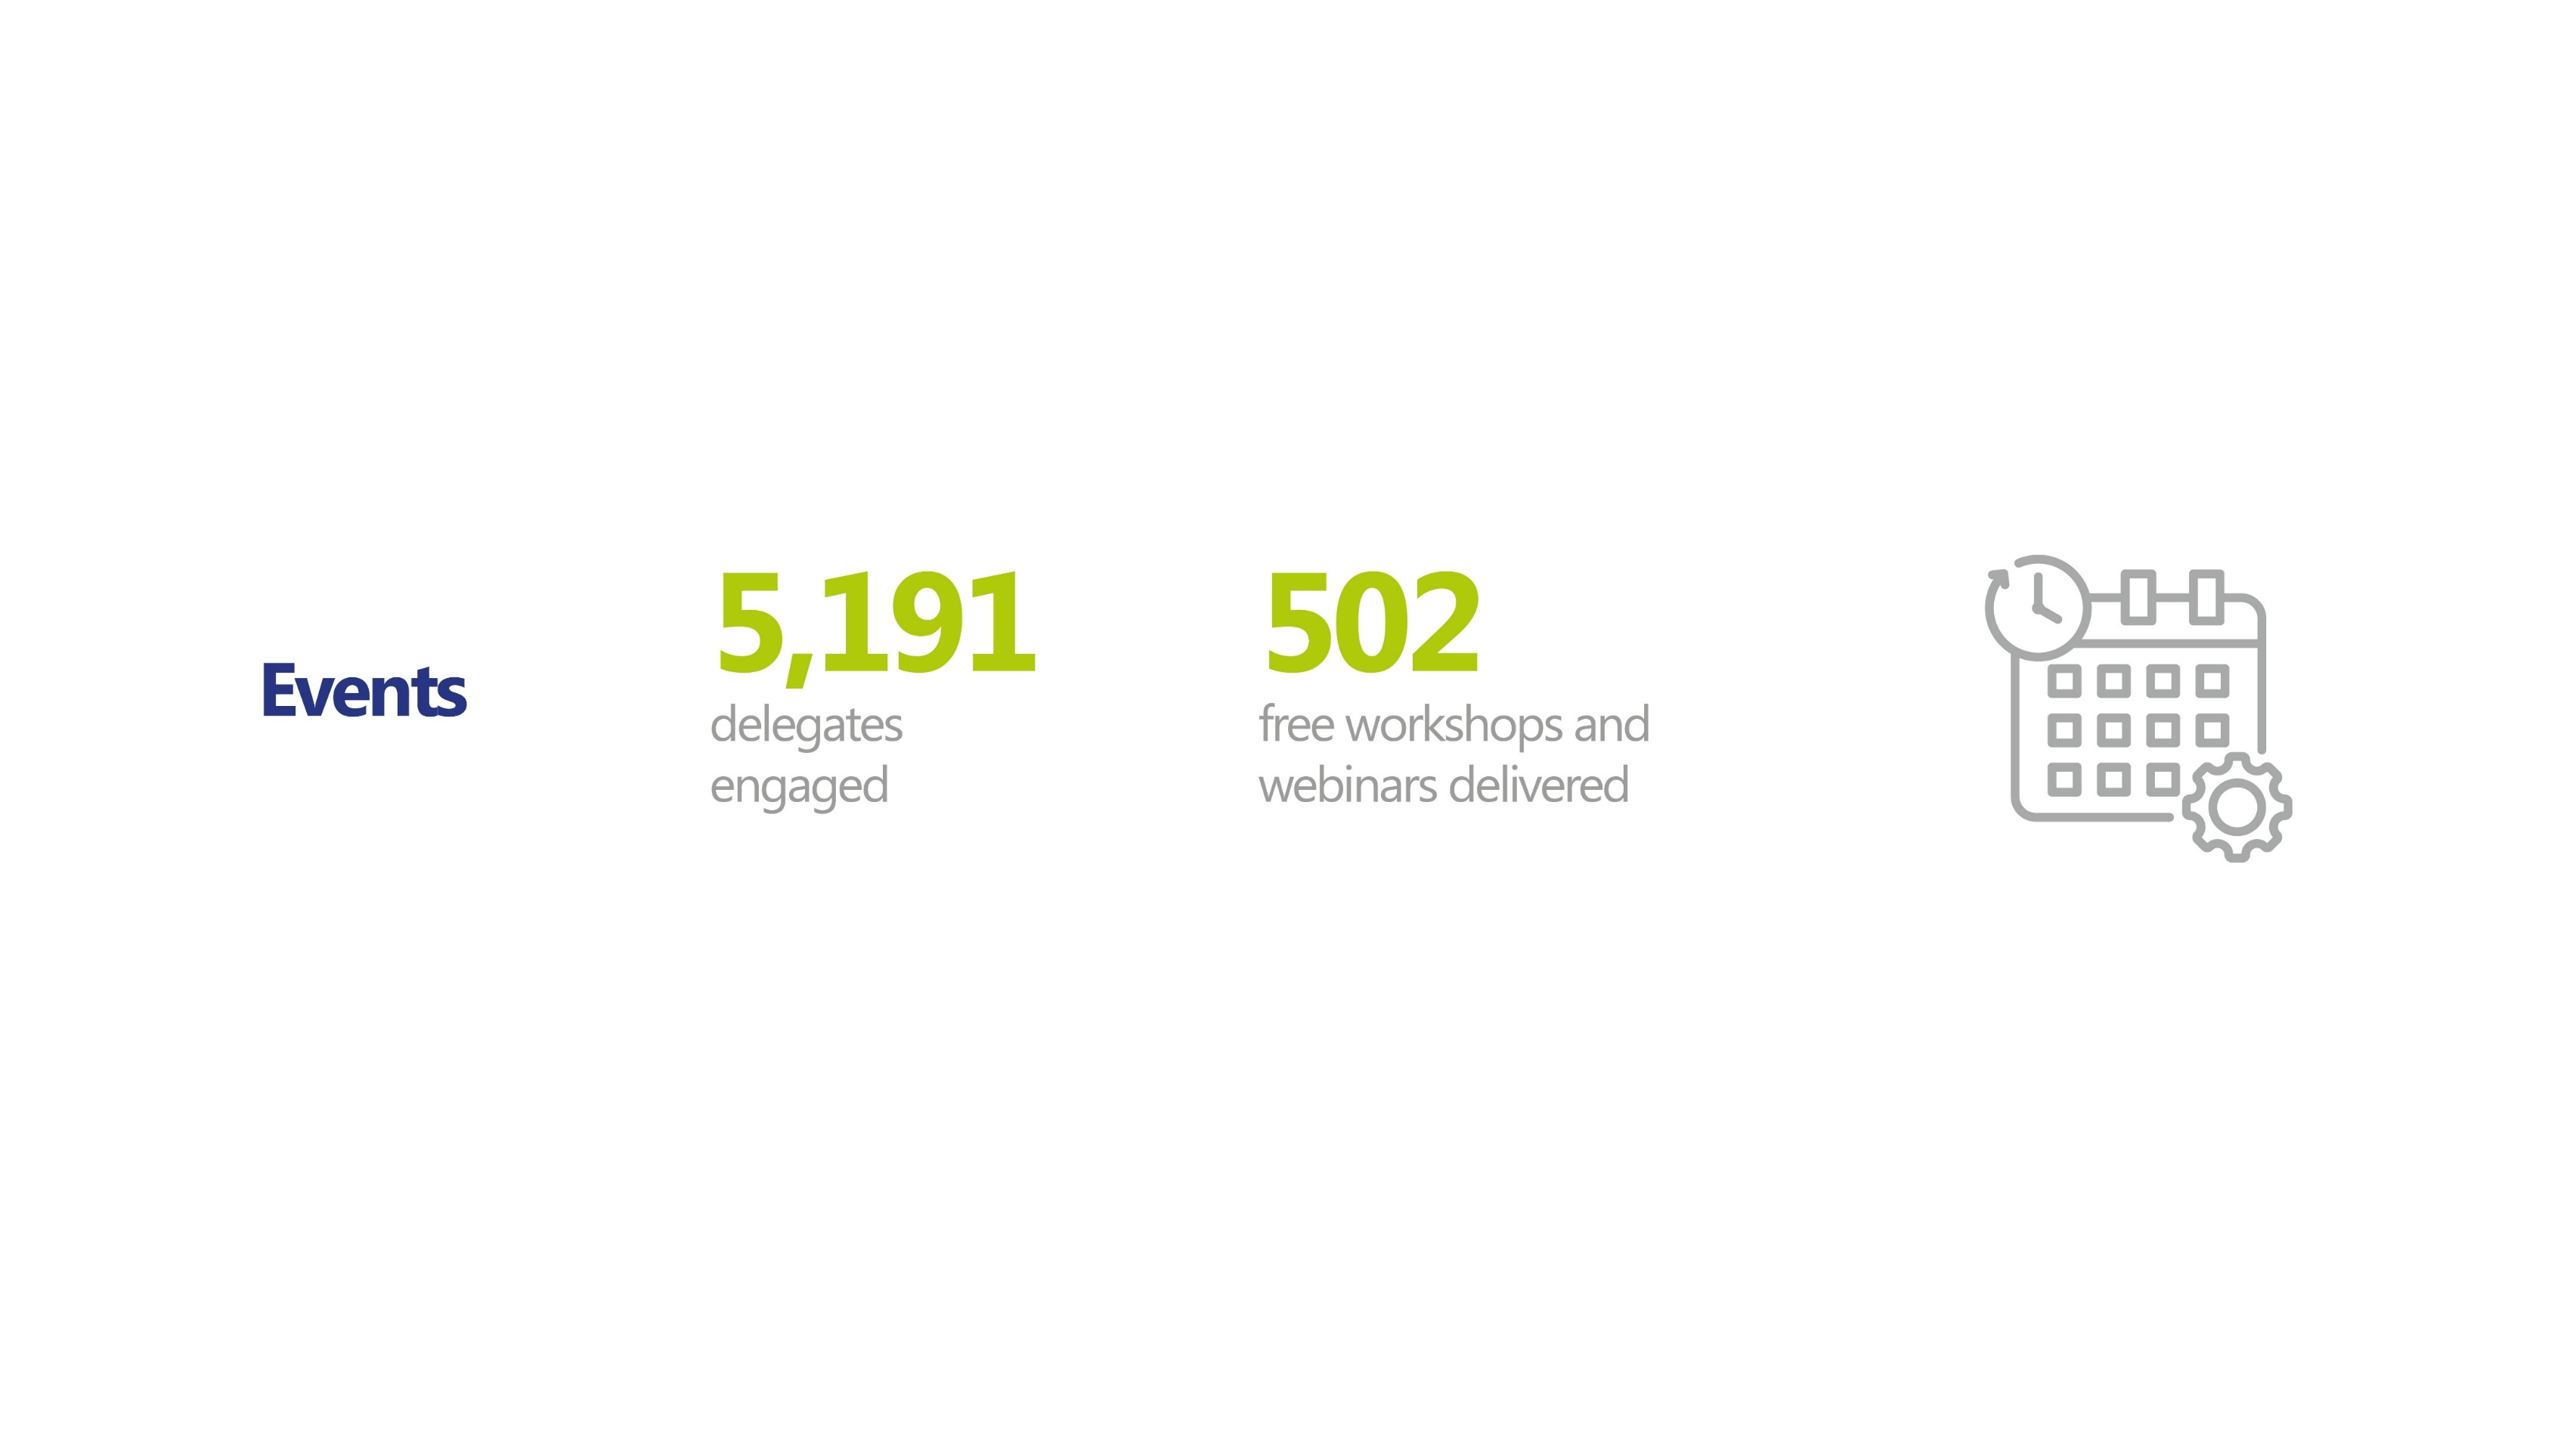 Events
5,191
delegates
engaged
502
free workshops and
webinars delivered